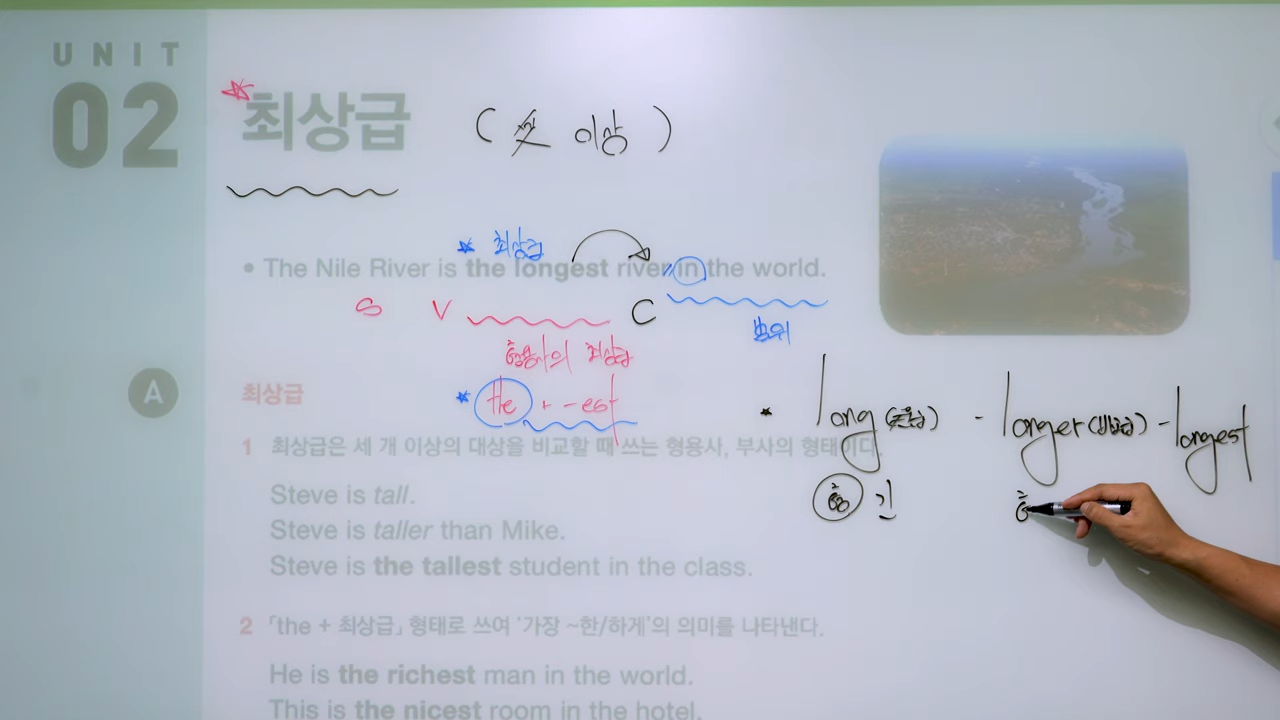 UNIT
02
최상급 (셋 이상)
최상급
• The Nile River is the longest river in the world.
S V C
범위
형용사의 최상급
the + -est
long (원급) - longer (비교급) - longest
형 긴
A
최상급
1 최상급은 세 개 이상의 대상을 비교할 때 쓰는 형용사, 부사의 형태이다.
Steve is tall.
Steve is taller than Mike.
Steve is the tallest student in the class.
2 「the + 최상급」 형태로 쓰여 '가장 ~한/하게'의 의미를 나타낸다.
He is the richest man in the world.
This is the nicest room in the hotel.